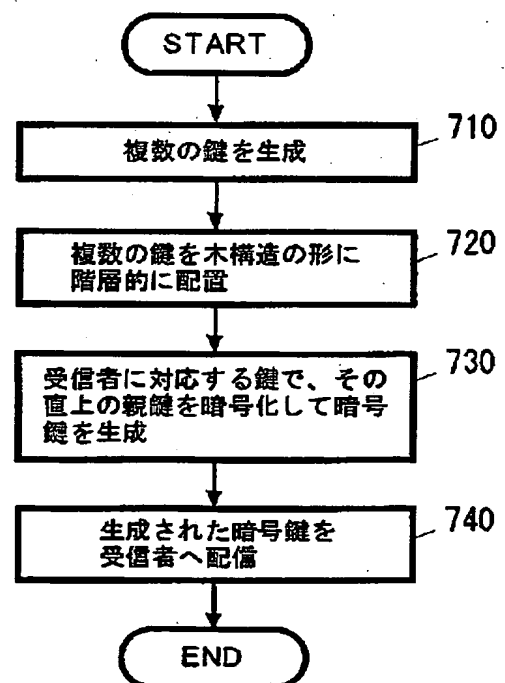 START
複数の鍵を生成
710
複数の鍵を木構造の形に
階層的に配置
720
受信者に対応する鍵で、その
直上の親鍵を暗号化して暗号
鍵を生成
730
生成された暗号鍵を
受信者へ配信
740
END